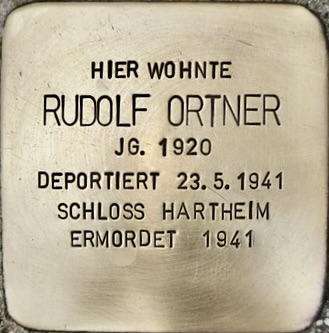 HIER WOHNTE
RUDOLF ORTNER
JG. 1920
DEPORTIERT 23.5.1941
SCHLOSS HARTHEIM
ERMORDET 1941